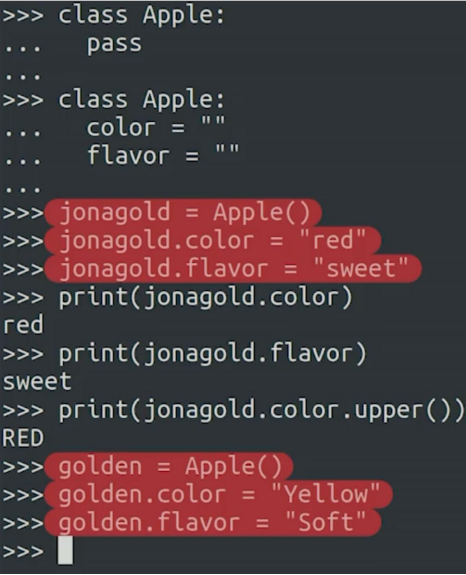 >>> class Apple:
...   pass
...
>>> class Apple:
...   color = ""
...   flavor = ""
...
>>> jonagold = Apple()
>>> jonagold.color = "red"
>>> jonagold.flavor = "sweet"
>>> print(jonagold.color)
red
>>> print(jonagold.flavor)
sweet
>>> print(jonagold.color.upper())
RED
>>> golden = Apple()
>>> golden.color = "Yellow"
>>> golden.flavor = "Soft"
>>>